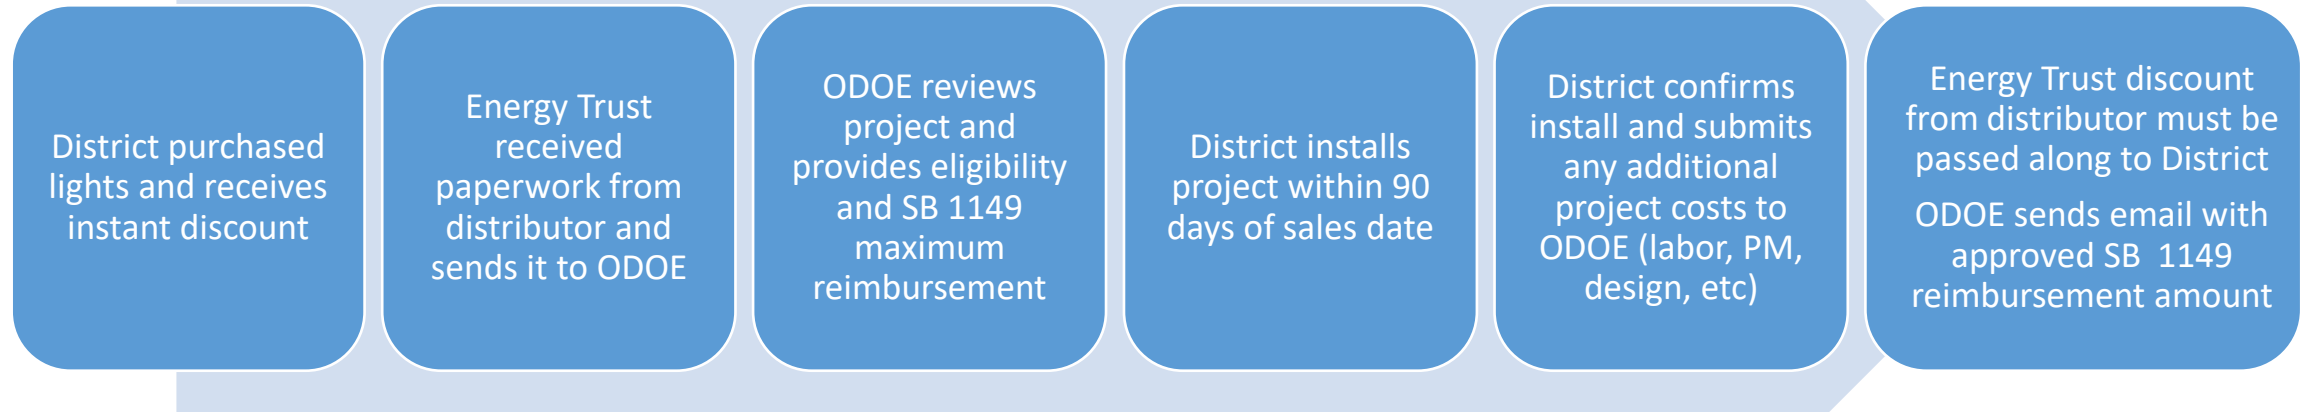 District purchased
lights and receives
instant discount
Energy Trust
received
paperwork from
distributor and
sends it to ODOE
ODOE reviews
project and
provides eligibility
and SB 1149
maximum
reimbursement
District installs
project within 90
days of sales date
District confirms
install and submits
any additional
project costs to
ODOE (labor, PM,
design, etc)
Energy Trust discount
from distributor must be
passed along to District
ODOE sends email with
approved SB  1149
reimbursement amount